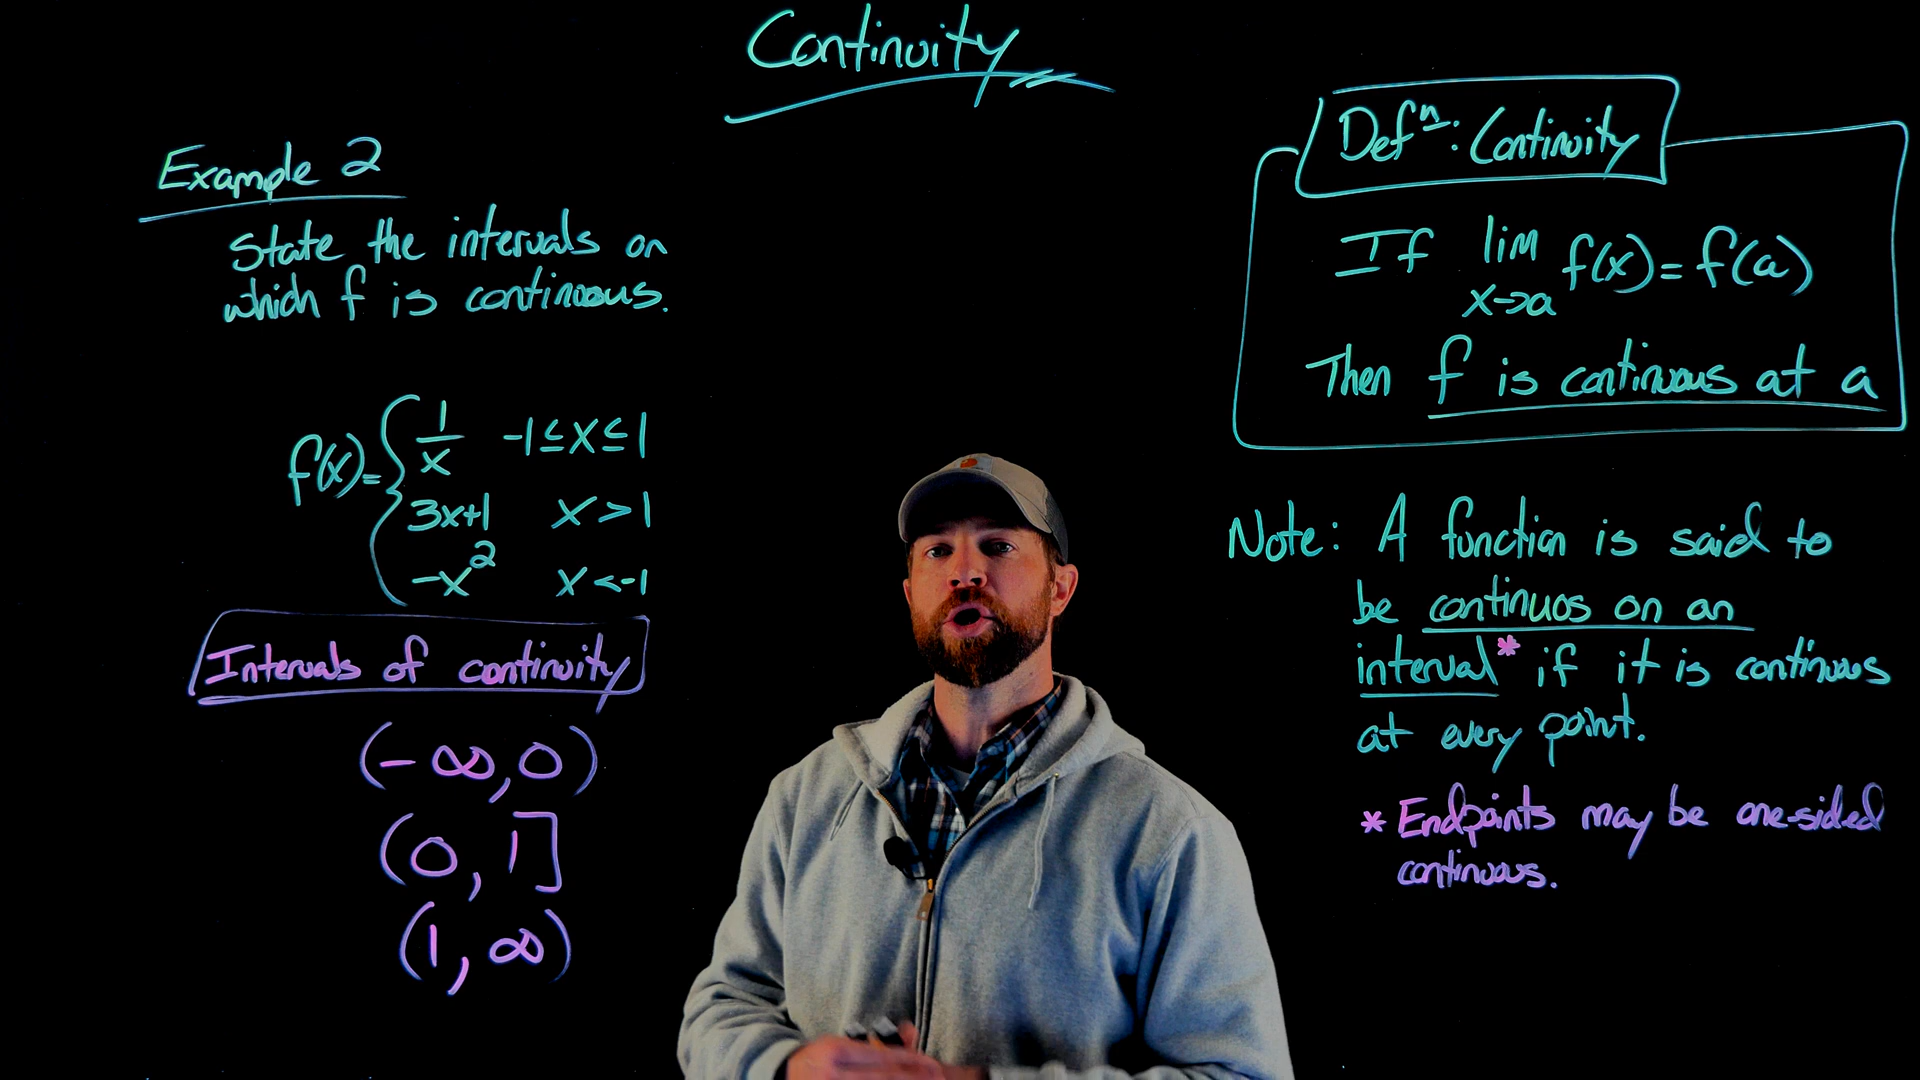 Continuity
Example 2
State the intervals on
which f is continuous.
f(x)= { 1/x -1≤x≤1
3x+1 x>1
-x² x<-1
Intervals of continuity
(-∞,0)
(0,1]
(1,∞)
Defⁿ: Continuity
If lim f(x)=f(a)
x→a
Then f is continuous at a
Note: A function is said to
be continuos on an
interval* if it is continuous
at every point.
* Endpoints may be one-sided
continuous.